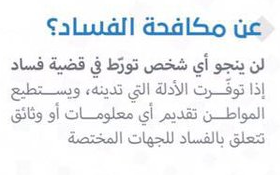 عن مكافحة الفساد؟
لن ينجو أي شخص تورّط في قضية فساد
إذا توفّرت الأدلة التي تدينه، ويستطيع
المواطن تقديم أي معلومات أو وثائق
تتعلق بالفساد للجهات المختصة